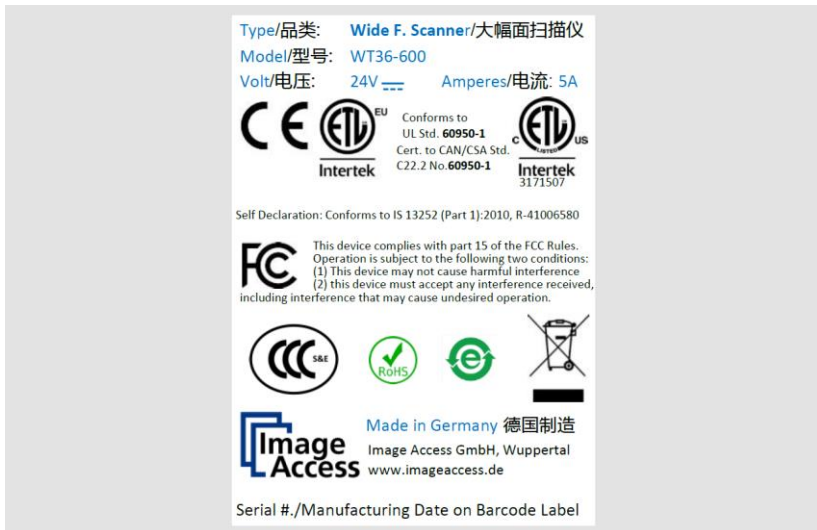 Type/品类: Wide F. Scanner/大幅面扫描仪
Model/型号: WT36-600
Volt/电压: 24V Amperes/电流: 5A
CE ETL EU Intertek
Conforms to
UL Std. 60950-1
Cert. to CAN/CSA Std.
C22.2 No.60950-1
C ETL LISTED US Intertek
3171507
Self Declaration: Conforms to IS 13252 (Part 1):2010, R-41006580
FC This device complies with part 15 of the FCC Rules.
Operation is subject to the following two conditions:
(1) This device may not cause harmful interference
(2) this device must accept any interference received,
including interference that may cause undesired operation.
CCC S&E RoHS e
Image Access
Made in Germany 德国制造
Image Access GmbH, Wuppertal
www.imageaccess.de
Serial #./Manufacturing Date on Barcode Label